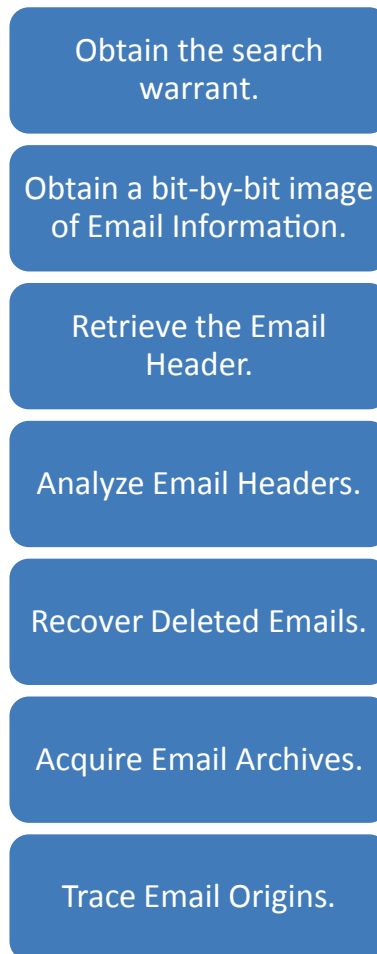 Obtain the search
warrant.
Obtain a bit-by-bit image
of Email Information.
Retrieve the Email
Header.
Analyze Email Headers.
Recover Deleted Emails.
Acquire Email Archives.
Trace Email Origins.